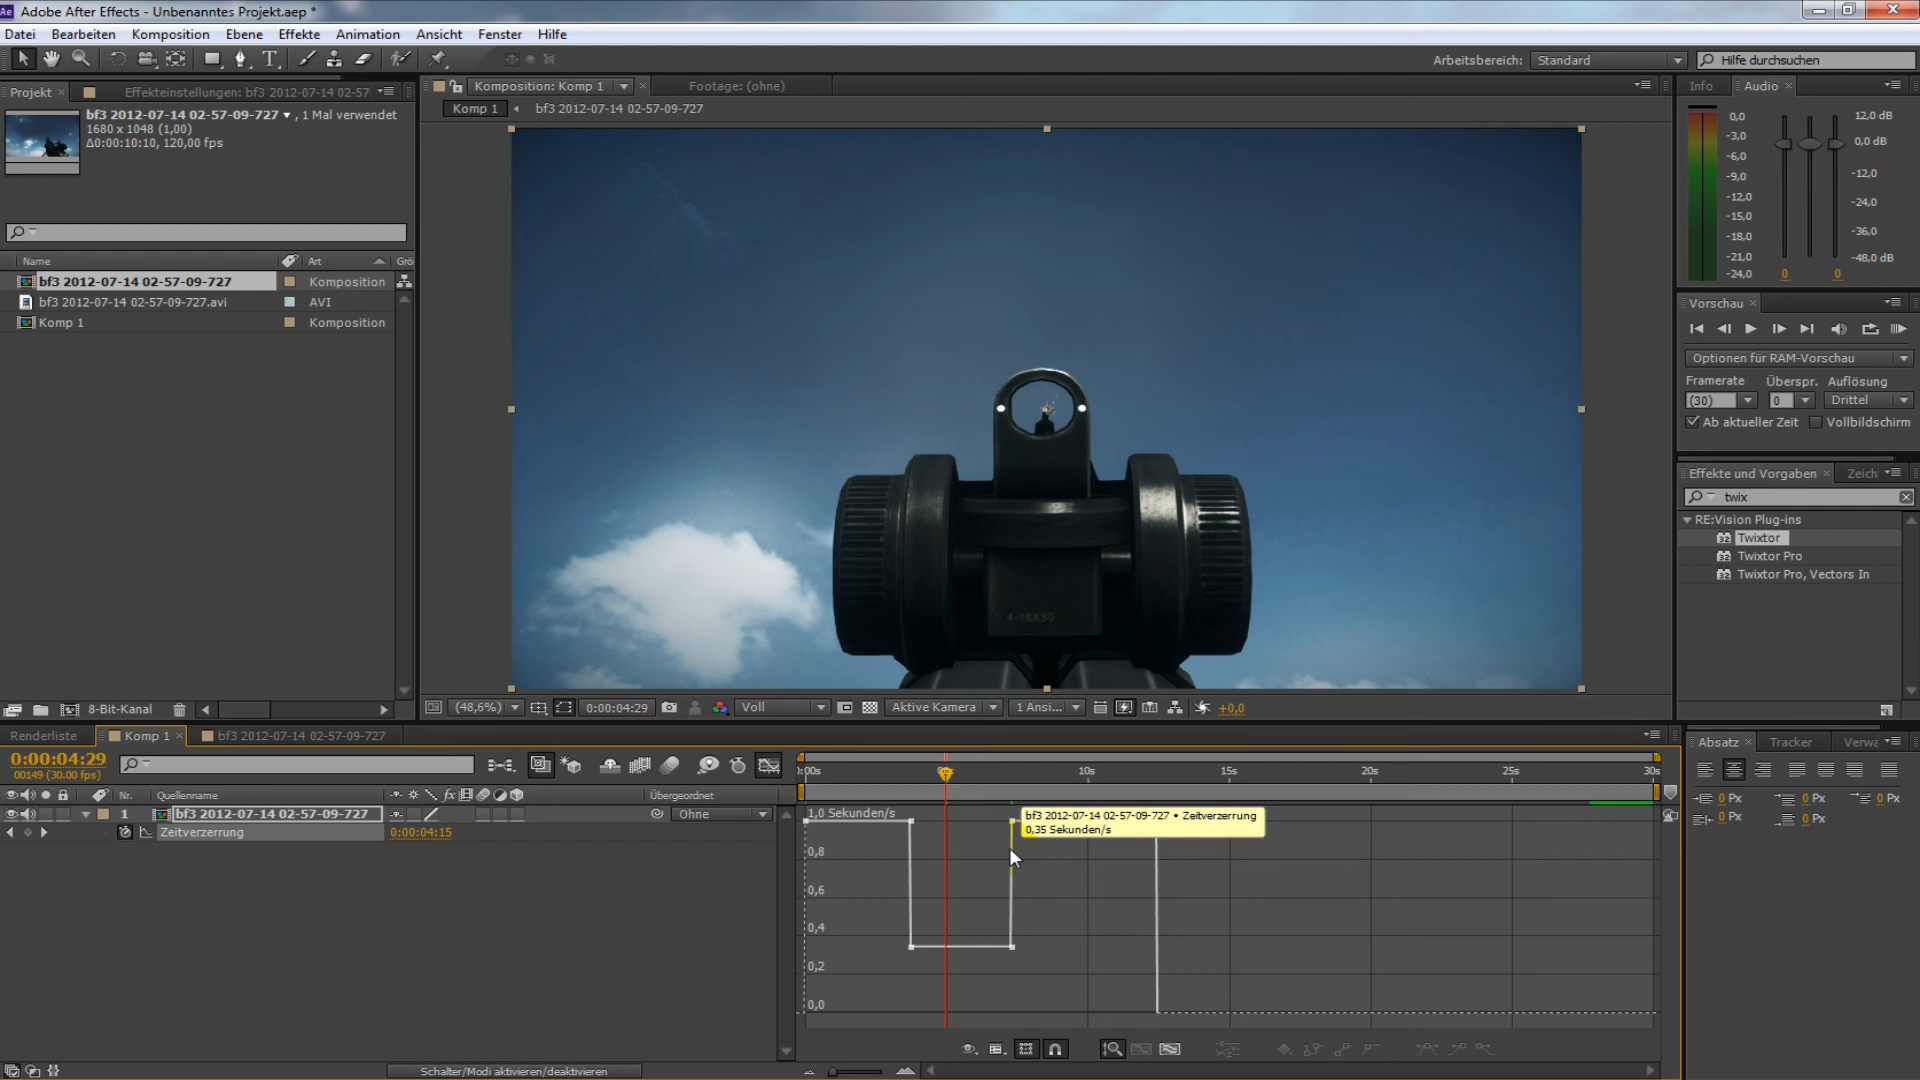 Ae Adobe After Effects - Unbenanntes Projekt.aep *
Datei Bearbeiten Komposition Ebene Effekte Animation Ansicht Fenster Hilfe
T
Arbeitsbereich: Standard
Hilfe durchsuchen
Projekt Effekteinstellungen: bf3 2012-07-14 02-57
bf3 2012-07-14 02-57-09-727 , 1 Mal verwendet
1680 x 1048 (1,00)
Δ0:00:10:10, 120,00 fps
Name Art Grö
bf3 2012-07-14 02-57-09-727 Komposition
bf3 2012-07-14 02-57-09-727.avi AVI
Komp 1 Komposition
8-Bit-Kanal
Komposition: Komp 1 Footage: (ohne)
Komp 1 bf3 2012-07-14 02-57-09-727
4-16X50
(48,6%) 0:00:04:29 Voll Aktive Kamera 1 Ansi... +0,0
Info Audio
0,0
-3,0
-6,0
-9,0
-12,0
-15,0
-18,0
-21,0
-24,0
12,0 dB
0,0 dB
-12,0
-24,0
-36,0
-48,0 dB
0 0
Vorschau
Optionen für RAM-Vorschau
Framerate Überspr. Auflösung
(30) 0 Drittel
Ab aktueller Zeit Vollbildschirm
Effekte und Vorgaben Zeich
twix
RE:Vision Plug-ins
32 Twixtor
32 Twixtor Pro
32 Twixtor Pro, Vectors In
Renderliste Komp 1 bf3 2012-07-14 02-57-09-727
0:00:04:29
00149 (30.00 fps)
Nr. Quellenname fx Übergeordnet
1 bf3 2012-07-14 02-57-09-727 Ohne
Zeitverzerrung 0:00:04:15
Schalter/Modi aktivieren/deaktivieren
):00s 10s 15s 20s 25s 30s
1,0 Sekunden/s
0,8
0,6
0,4
0,2
0,0
bf3 2012-07-14 02-57-09-727 • Zeitverzerrung
0,35 Sekunden/s
Absatz Tracker Verwa
0 Px 0 Px 0 Px
0 Px 0 Px